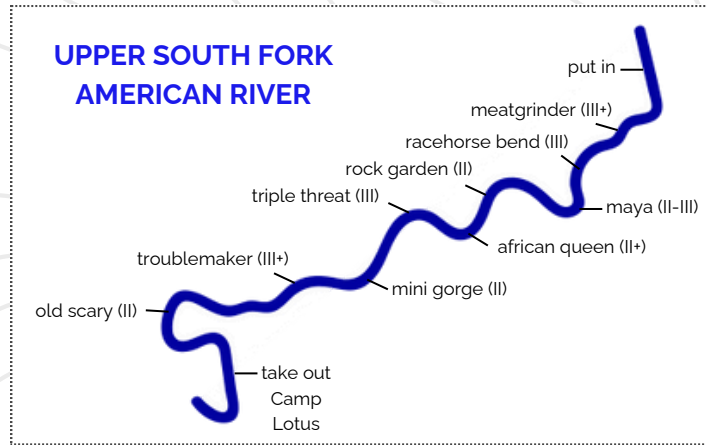 UPPER SOUTH FORK
AMERICAN RIVER
put in
meatgrinder (III+)
racehorse bend (III)
rock garden (II)
triple threat (III)
maya (II-III)
african queen (II+)
troublemaker (III+)
mini gorge (II)
old scary (II)
take out
Camp
Lotus